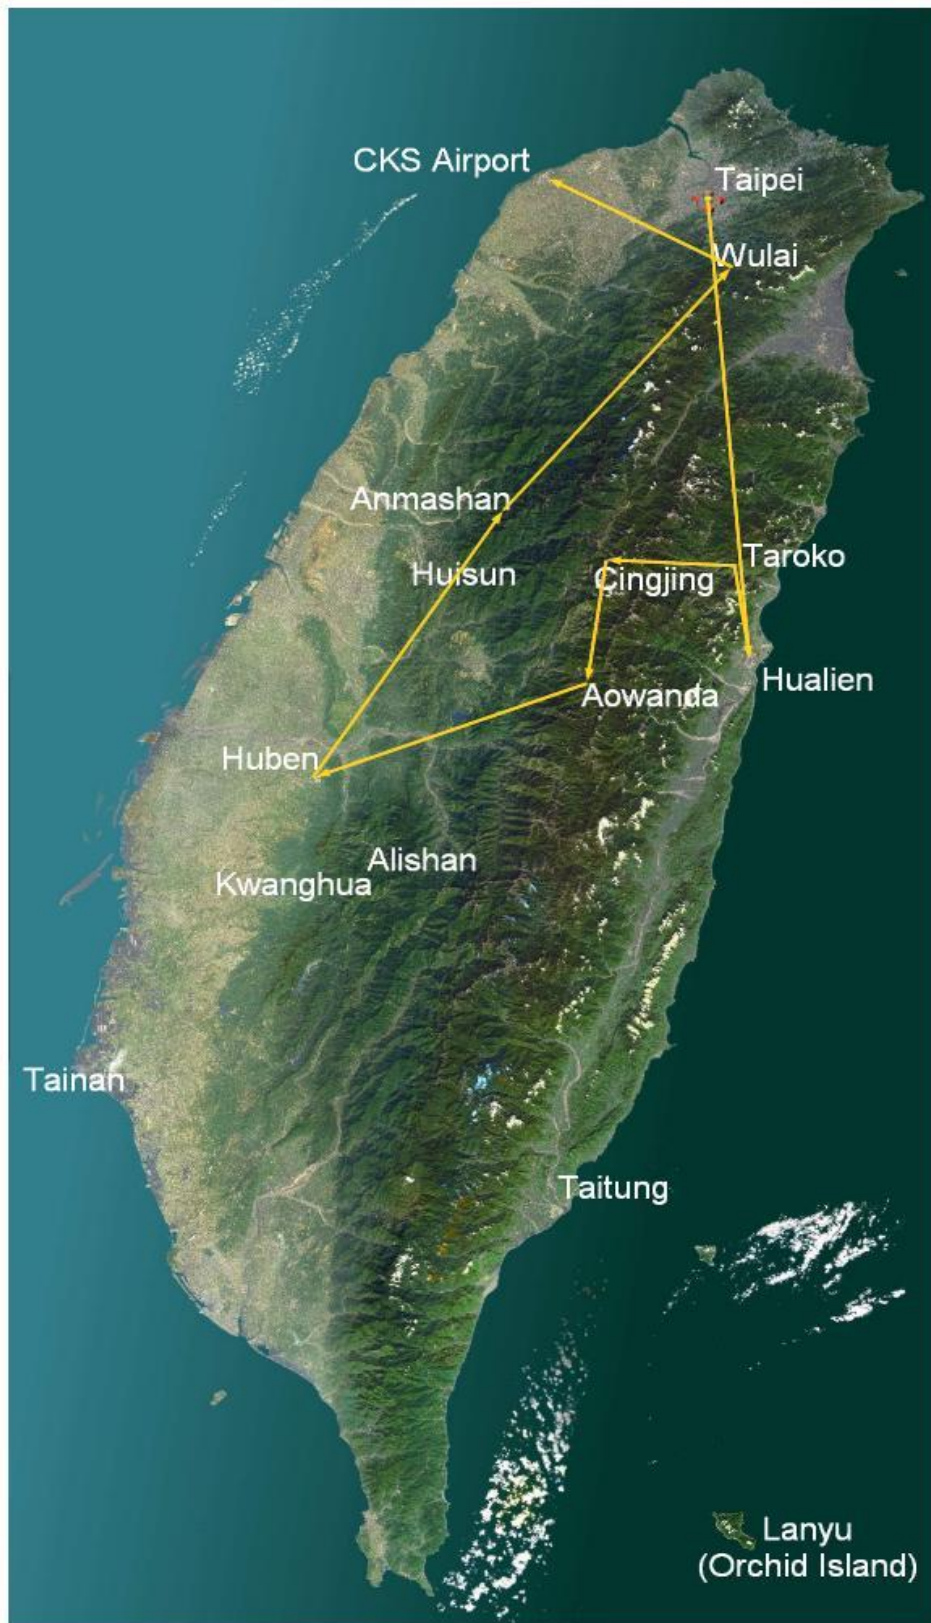 CKS Airport
Taipei
Wulai
Anmashan
Taroko
Huisun
Cingjing
Hualien
Aowanda
Huben
Alishan
Kwanghua
Tainan
Taitung
Lanyu
(Orchid Island)